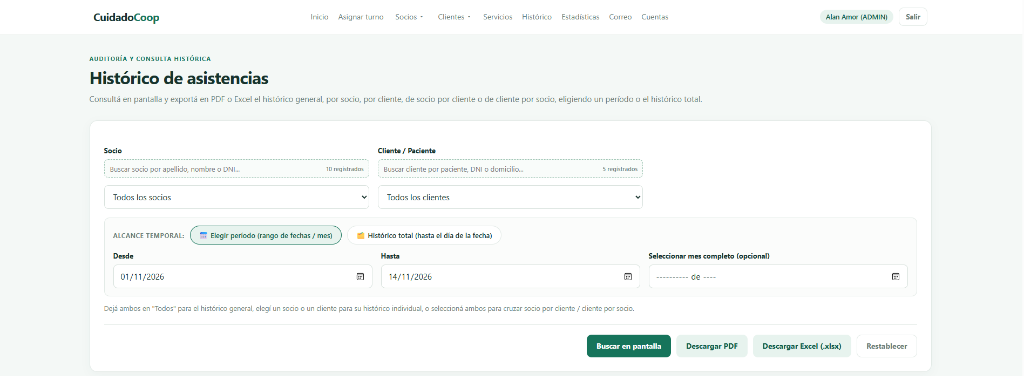 CuidadoCoop
Inicio Asignar turno Socios Clientes Servicios Histórico Estadísticas Correo Cuentas
Alan Amor (ADMIN) Salir
AUDITORÍA Y CONSULTA HISTÓRICA
Histórico de asistencias
Consultá en pantalla y exportá en PDF o Excel el histórico general, por socio, por cliente, de socio por cliente o de cliente por socio, eligiendo un período o el histórico total.
Socio Cliente / Paciente
Buscar socio por apellido, nombre o DNI... 10 registrados Buscar cliente por paciente, DNI o domicilio... 5 registrados
Todos los socios Todos los clientes
ALCANCE TEMPORAL: Elegir período (rango de fechas / mes) Histórico total (hasta el día de la fecha)
Desde Hasta Seleccionar mes completo (opcional)
01/11/2026 14/11/2026 ---------- de ----
Dejá ambos en "Todos" para el histórico general, elegí un socio o un cliente para su histórico individual, o seleccioná ambos para cruzar socio por cliente / cliente por socio.
Buscar en pantalla Descargar PDF Descargar Excel (.xlsx) Restablecer